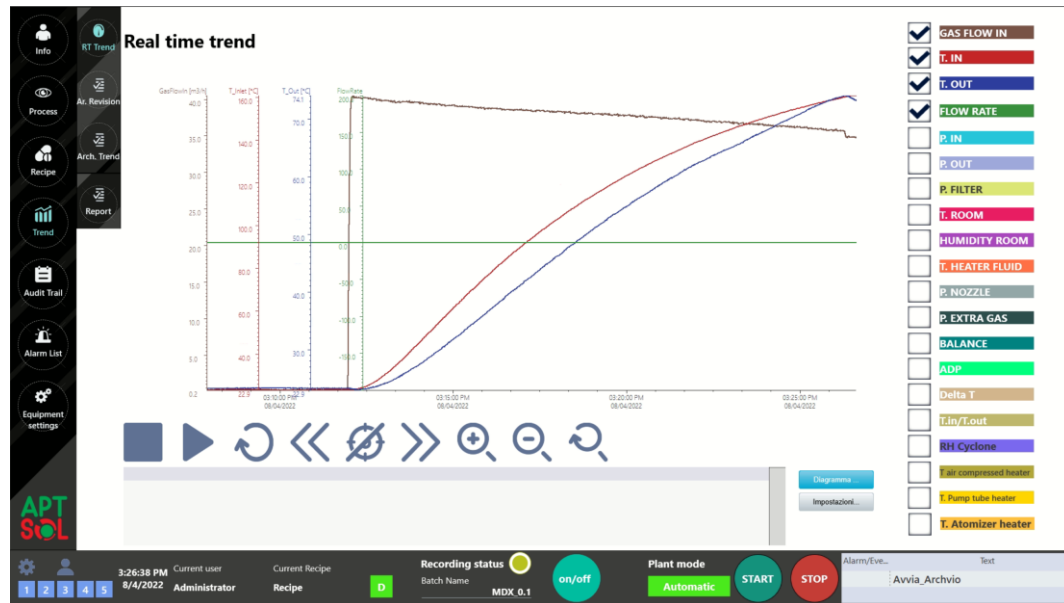 Info
Process
Recipe
Trend
Audit Trail
Alarm List
Equipment
settings
APT
SOL
RT Trend
Ar. Revision
Arch. Trend
Report
Real time trend
GasFlowIn [m3/h]
T_Inlet [°C]
T_Out [°C]
FlowRate
40.0
35.0
30.0
25.0
20.0
15.0
10.0
5.0
0.2
160.0
140.0
120.0
100.0
80.0
60.0
40.0
22.9
74.1
70.0
60.0
50.0
40.0
30.0
200.0
150.0
100.0
50.0
0.0
-50.0
-100.0
-150.0
03:10:00 PM
08/04/2022
03:15:00 PM
08/04/2022
03:20:00 PM
08/04/2022
03:25:00 PM
08/04/2022
Diagramma ...
Impostazioni...
GAS FLOW IN
T. IN
T. OUT
FLOW RATE
P. IN
P. OUT
P. FILTER
T. ROOM
HUMIDITY ROOM
T. HEATER FLUID
P. NOZZLE
P. EXTRA GAS
BALANCE
ADP
Delta T
T.in/T.out
RH Cyclone
T air compressed heater
T. Pump tube heater
T. Atomizer heater
1 2 3 4 5
3:26:38 PM
8/4/2022
Current user
Administrator
Current Recipe
Recipe
D
Recording status
Batch Name
MDX_0.1
on/off
Plant mode
Automatic
START
STOP
Alarm/Eve... Text
Avvia_Archvio